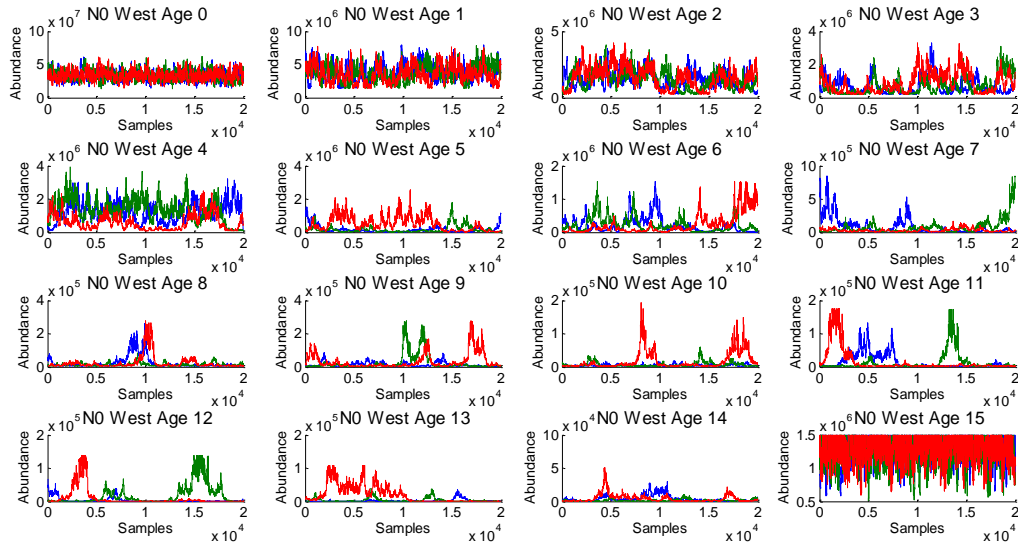 x 10^7 N0 West Age 0
Abundance
10
5
0
0 0.5 1 1.5 2
Samples
x 10^4
x 10^6 N0 West Age 1
Abundance
10
5
0
0 0.5 1 1.5 2
Samples
x 10^4
x 10^6 N0 West Age 2
Abundance
5
0
0 0.5 1 1.5 2
Samples
x 10^4
x 10^6 N0 West Age 3
Abundance
4
2
0
0 0.5 1 1.5 2
Samples
x 10^4
x 10^6 N0 West Age 4
Abundance
4
2
0
0 0.5 1 1.5 2
Samples
x 10^4
x 10^6 N0 West Age 5
Abundance
4
2
0
0 0.5 1 1.5 2
Samples
x 10^4
x 10^6 N0 West Age 6
Abundance
2
1
0
0 0.5 1 1.5 2
Samples
x 10^4
x 10^5 N0 West Age 7
Abundance
10
5
0
0 0.5 1 1.5 2
Samples
x 10^4
x 10^5 N0 West Age 8
Abundance
4
2
0
0 0.5 1 1.5 2
Samples
x 10^4
x 10^5 N0 West Age 9
Abundance
4
2
0
0 0.5 1 1.5 2
Samples
x 10^4
x 10^5 N0 West Age 10
Abundance
2
1
0
0 0.5 1 1.5 2
Samples
x 10^4
x 10^5 N0 West Age 11
Abundance
2
1
0
0 0.5 1 1.5 2
Samples
x 10^4
x 10^5 N0 West Age 12
Abundance
2
1
0
0 0.5 1 1.5 2
Samples
x 10^4
x 10^5 N0 West Age 13
Abundance
2
1
0
0 0.5 1 1.5 2
Samples
x 10^4
x 10^4 N0 West Age 14
Abundance
10
5
0
0 0.5 1 1.5 2
Samples
x 10^4
x 10^6 N0 West Age 15
Abundance
1.5
1
0.5
0 0.5 1 1.5 2
Samples
x 10^4